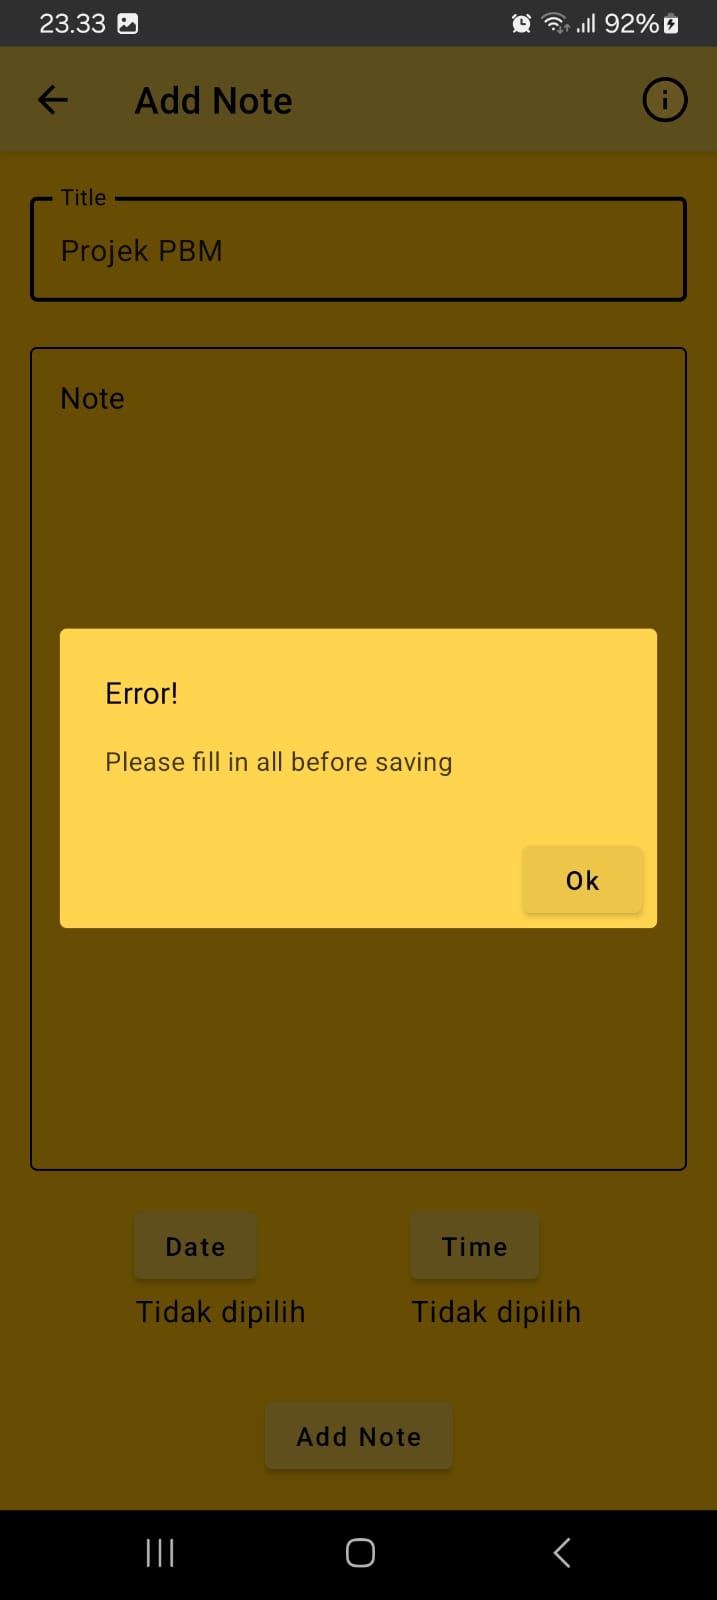 23.33 92%
Add Note
Title
Projek PBM
Note
Error!
Please fill in all before saving
Ok
Date Time
Tidak dipilih Tidak dipilih
Add Note